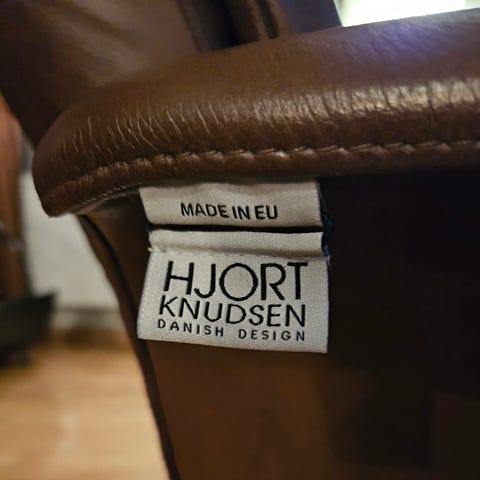 MADE IN EU
HJORT
KNUDSEN
DANISH DESIGN